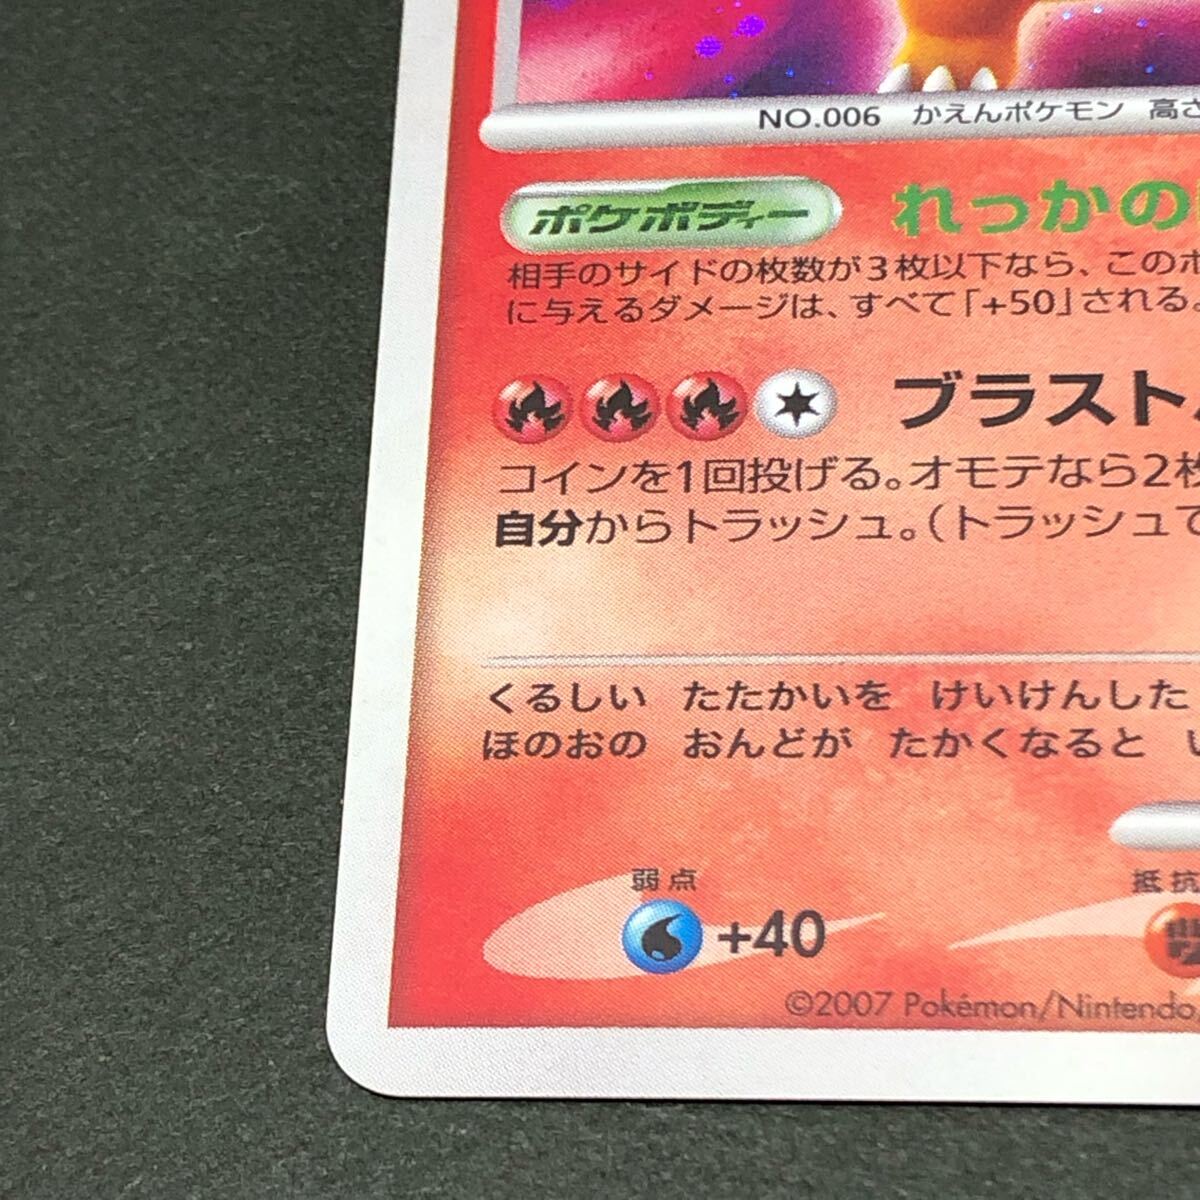 NO.006 かえんポケモン 高さ
ポケボディー れっかの
相手のサイドの枚数が3枚以下なら、このポ
に与えるダメージは、すべて「+50」される。
ブラスト
コインを1回投げる。オモテなら2枚
自分からトラッシュ。(トラッシュで
くるしい たたかいを けいけんした
ほのおの おんどが たかくなると
弱点 抵抗
+40
©2007 Pokémon/Nintendo